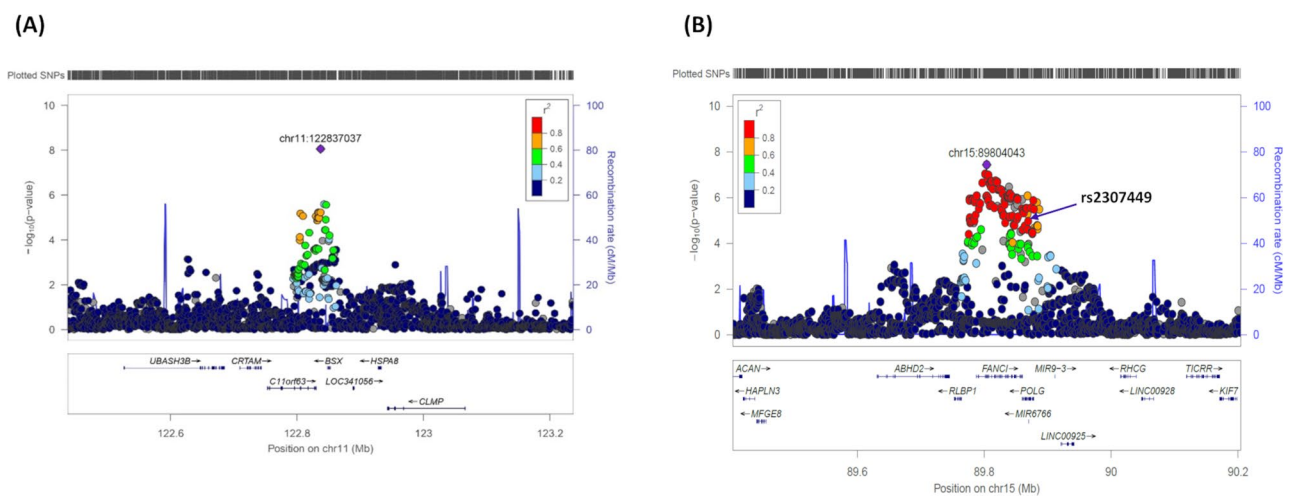 (A)
Plotted SNPs
10
8
6
4
2
0
−log10(p−value)
chr11:122837037
r2
0.8
0.6
0.4
0.2
100
80
60
40
20
0
Recombination rate (cM/Mb)
UBASH3B→ CRTAM→ ←BSX ←HSPA8
C11orf63→ LOC341056→
←CLMP
122.6 122.8 123 123.2
Position on chr11 (Mb)
(B)
Plotted SNPs
10
8
6
4
2
0
−log10(p−value)
r2
0.8
0.6
0.4
0.2
chr15:89804043
rs2307449
100
80
60
40
20
0
Recombination rate (cM/Mb)
ACAN→ ABHD2→ FANCI→ MIR9−3→ ←RHCG TICRR→
←HAPLN3 ←RLBP1 ←POLG ←LINC00928 ←KIF7
←MFGE8 ←MIR6766
LINC00925→
89.6 89.8 90 90.2
Position on chr15 (Mb)